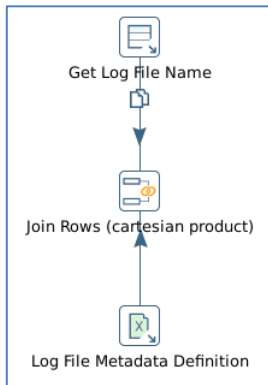 Get Log File Name
Join Rows (cartesian product)
X
Log File Metadata Definition